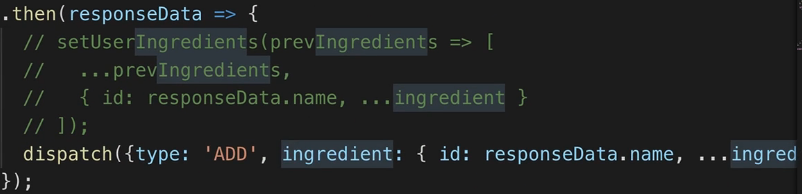 .then(responseData => {
// setUserIngredients(prevIngredients => [
//   ...prevIngredients,
//   { id: responseData.name, ...ingredient }
// ]);
dispatch({type: 'ADD', ingredient: { id: responseData.name, ...ingred
});